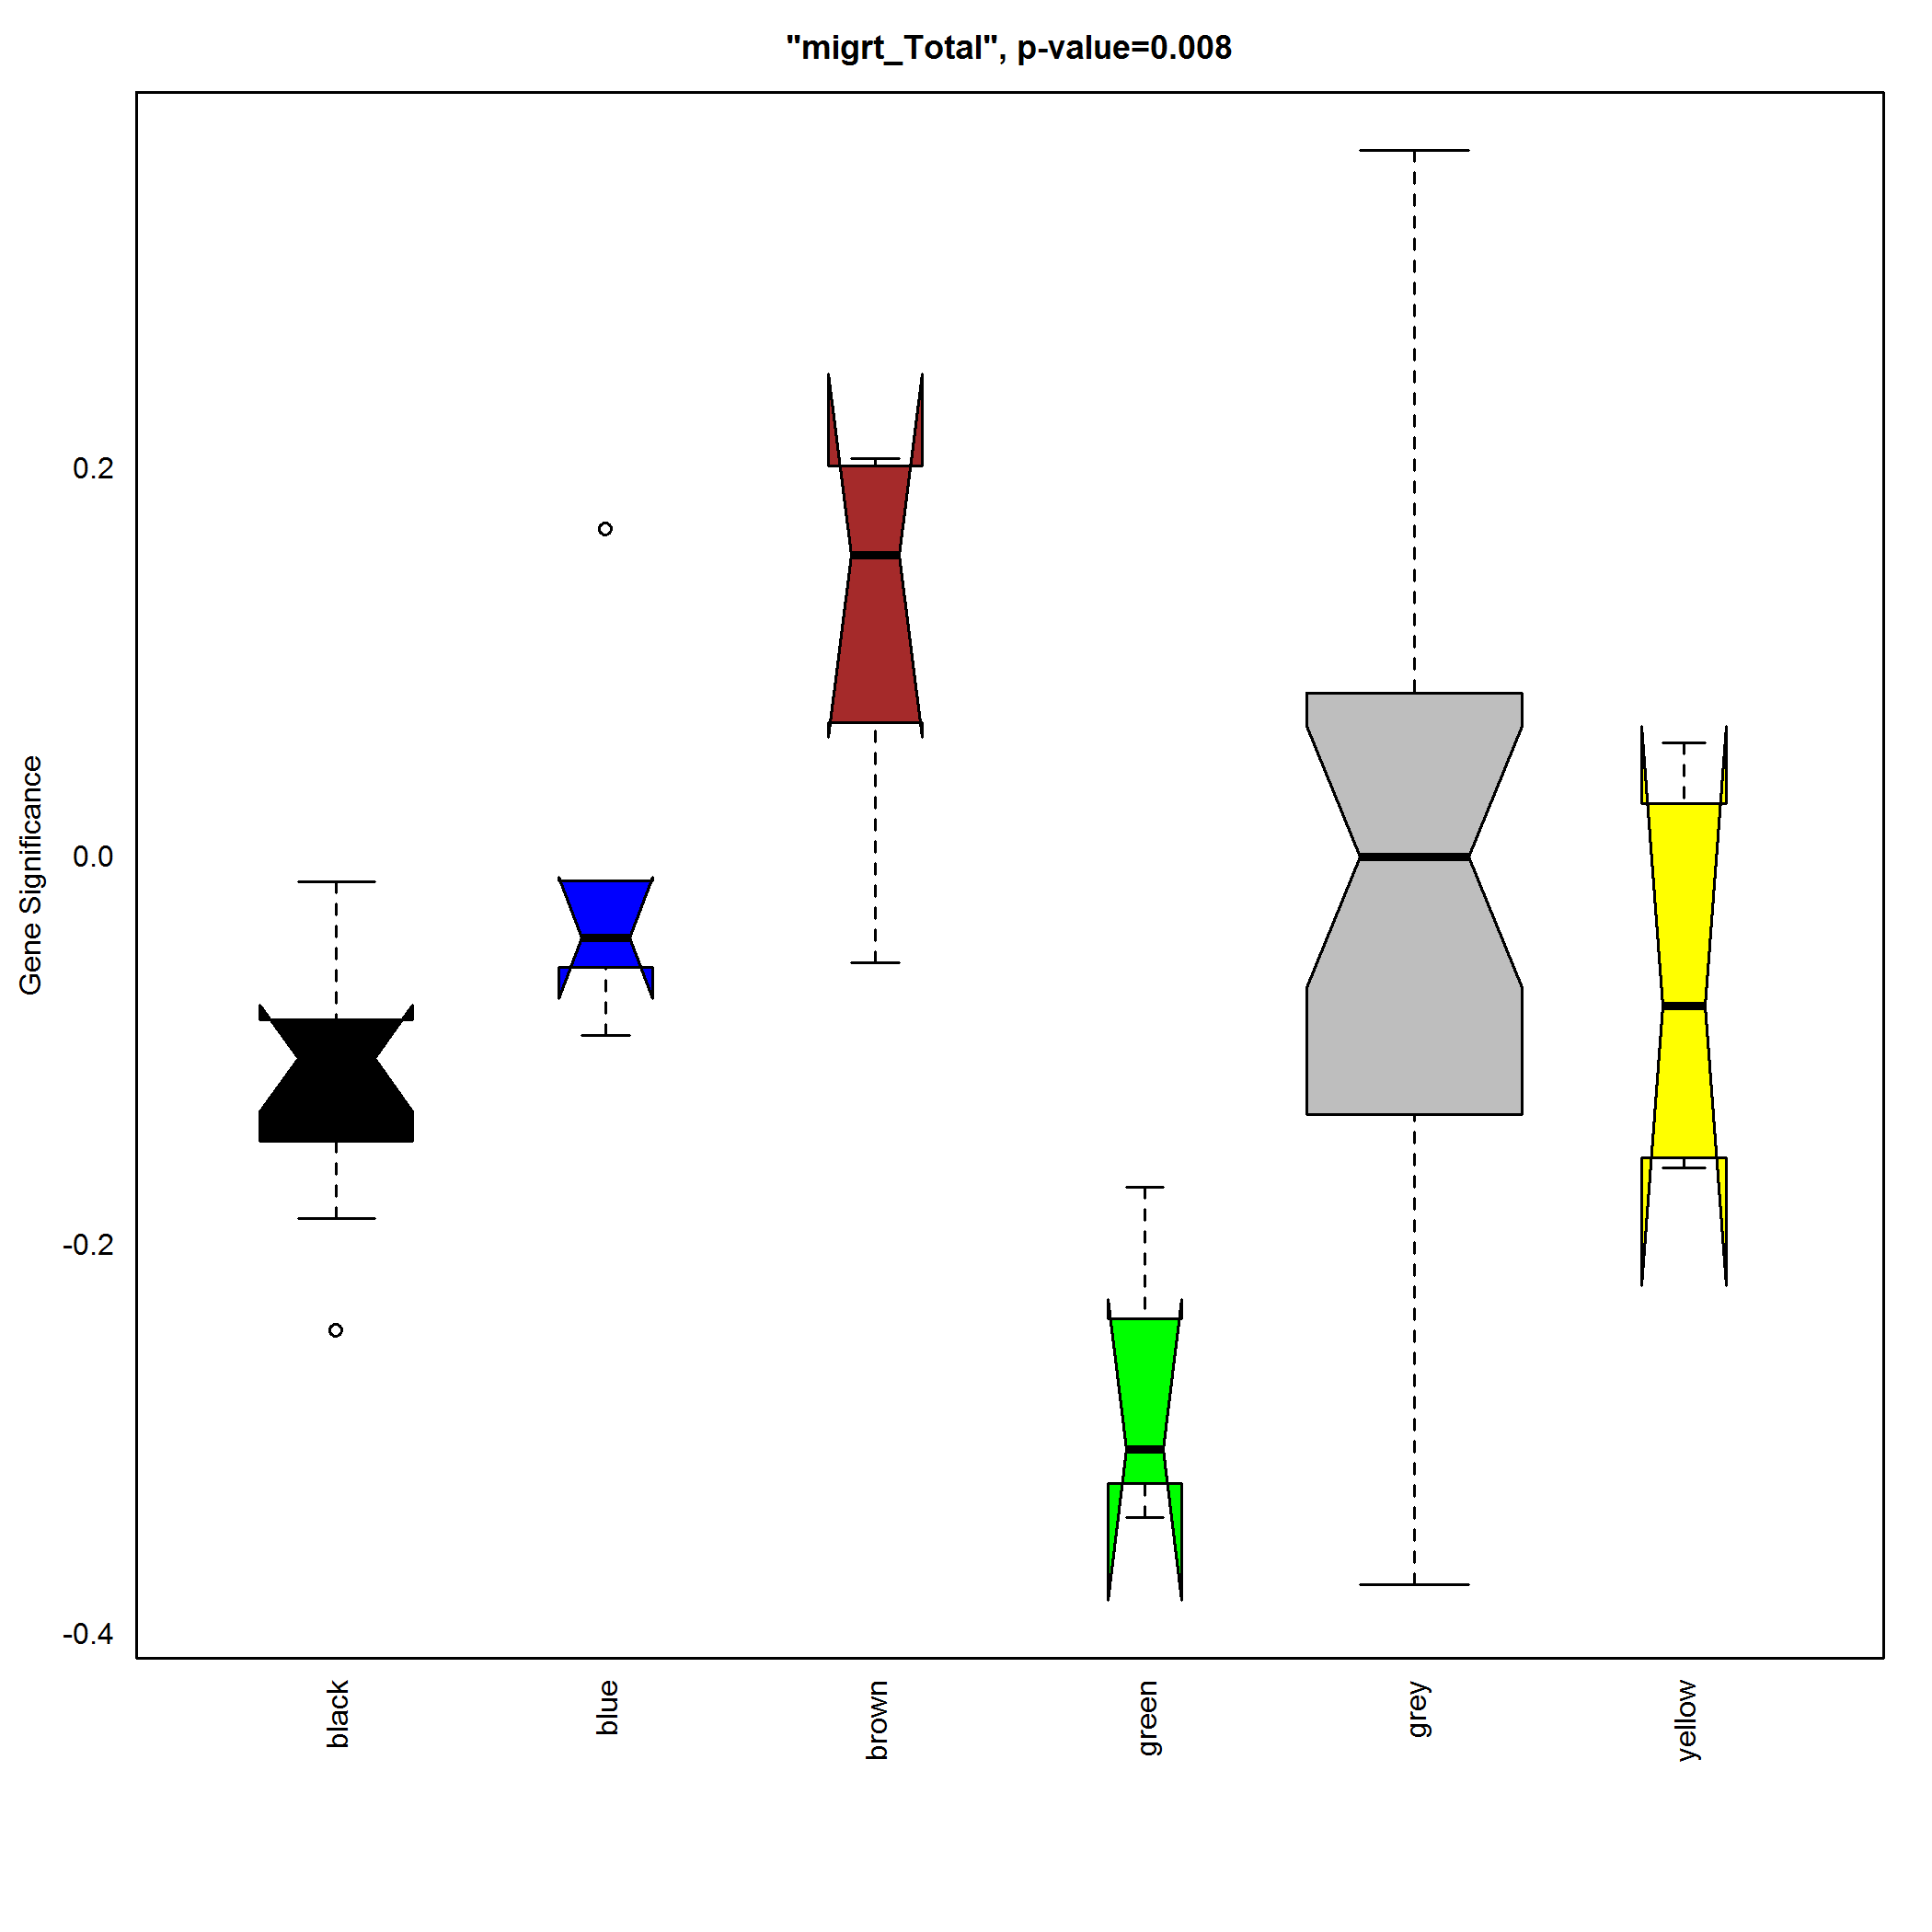 "migrt_Total", p-value=0.008
Gene Significance
0.2
0.0
-0.2
-0.4
black
blue
brown
green
grey
yellow